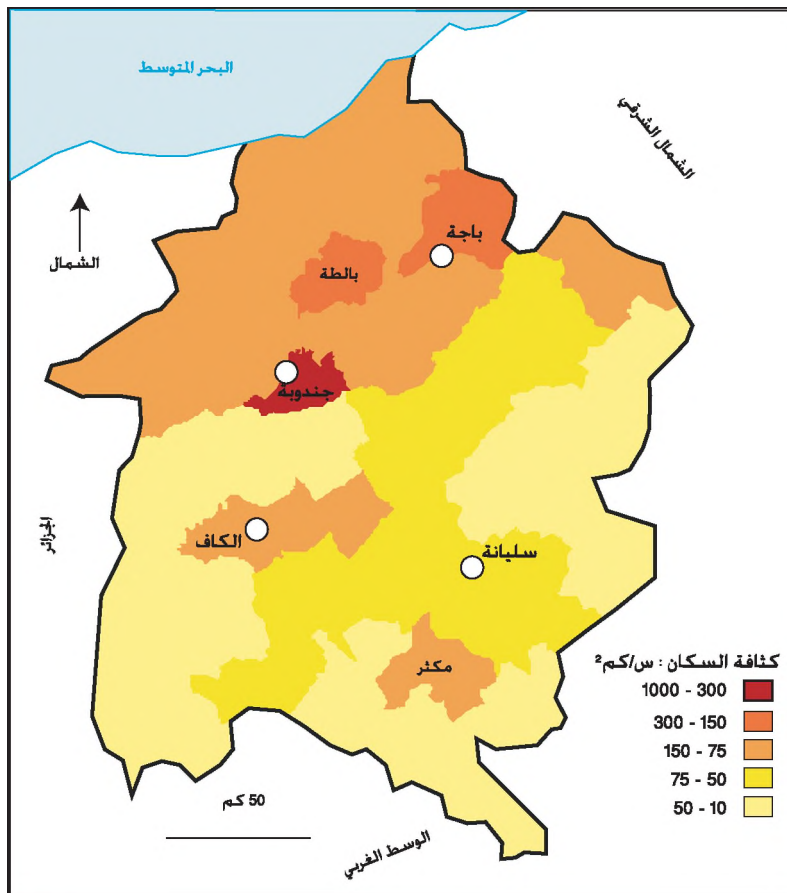 البحر المتوسط
الشمال الشرقي
الشمال
باجة
بالطة
جندوبة
الجزائر
الكاف
سليانة
مكثر
كثافة السكان : س/كم²
300 - 1000
150 - 300
75 - 150
50 - 75
10 - 50
50 كم
الوسط الغربي